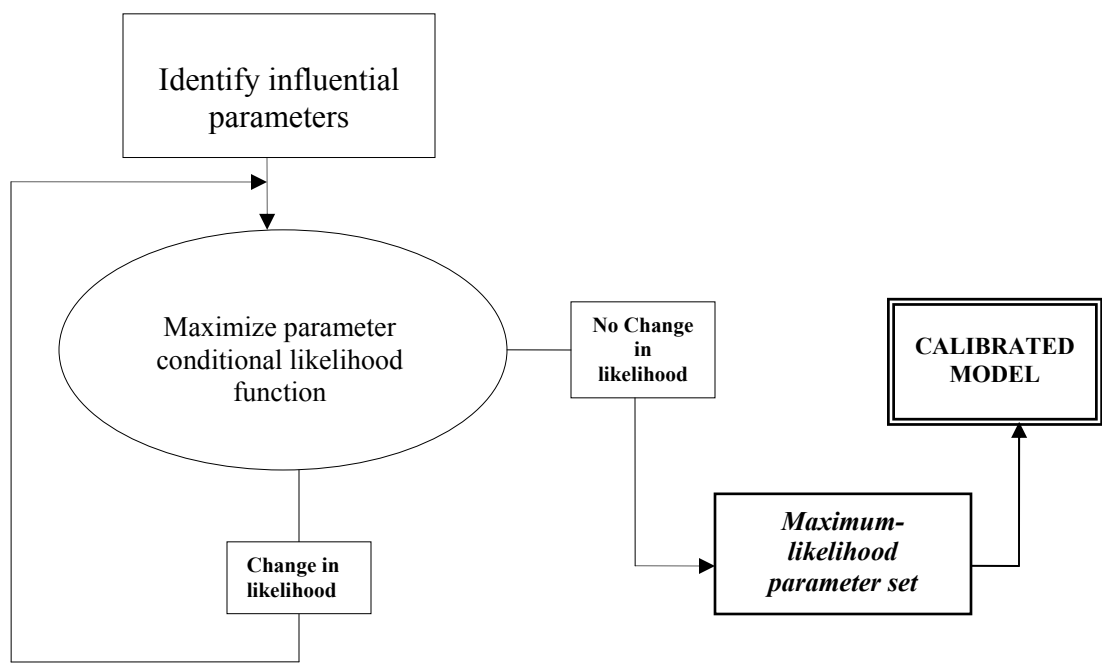 Identify influential
parameters
Maximize parameter
conditional likelihood
function
No Change
in
likelihood
CALIBRATED
MODEL
Maximum-
likelihood
parameter set
Change in
likelihood